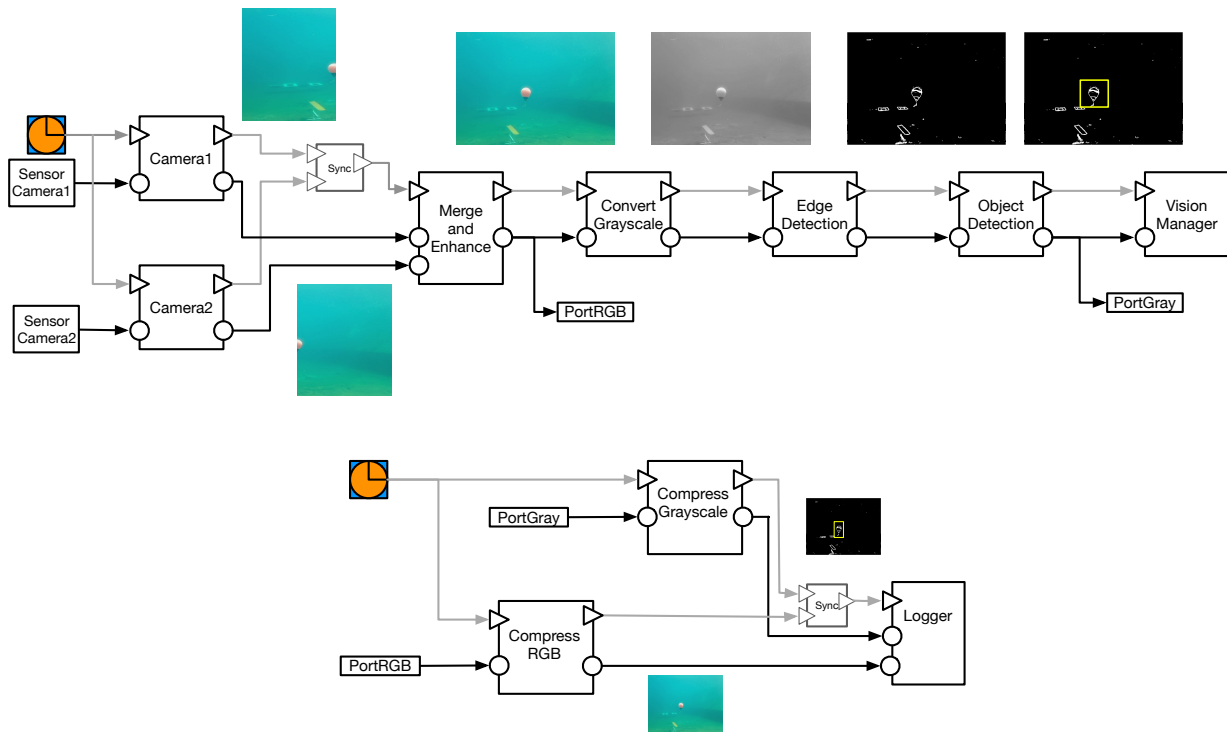 Camera1
Sensor
Camera1
Sync
Merge
and
Enhance
Convert
Grayscale
Edge
Detection
Object
Detection
Vision
Manager
Camera2
Sensor
Camera2
PortRGB
PortGray
Compress
Grayscale
PortGray
Sync
Logger
Compress
RGB
PortRGB